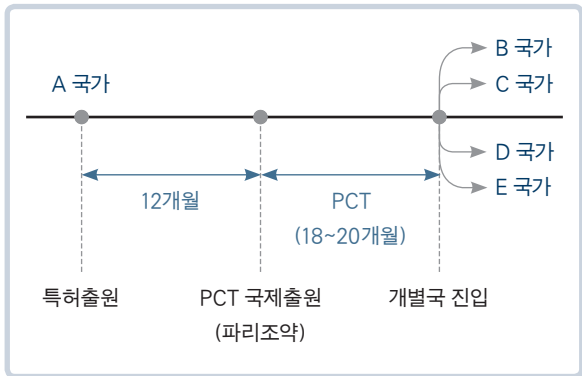 B 국가
A 국가
C 국가
D 국가
E 국가
12개월
PCT
(18~20개월)
특허출원
PCT 국제출원
개별국 진입
(파리조약)